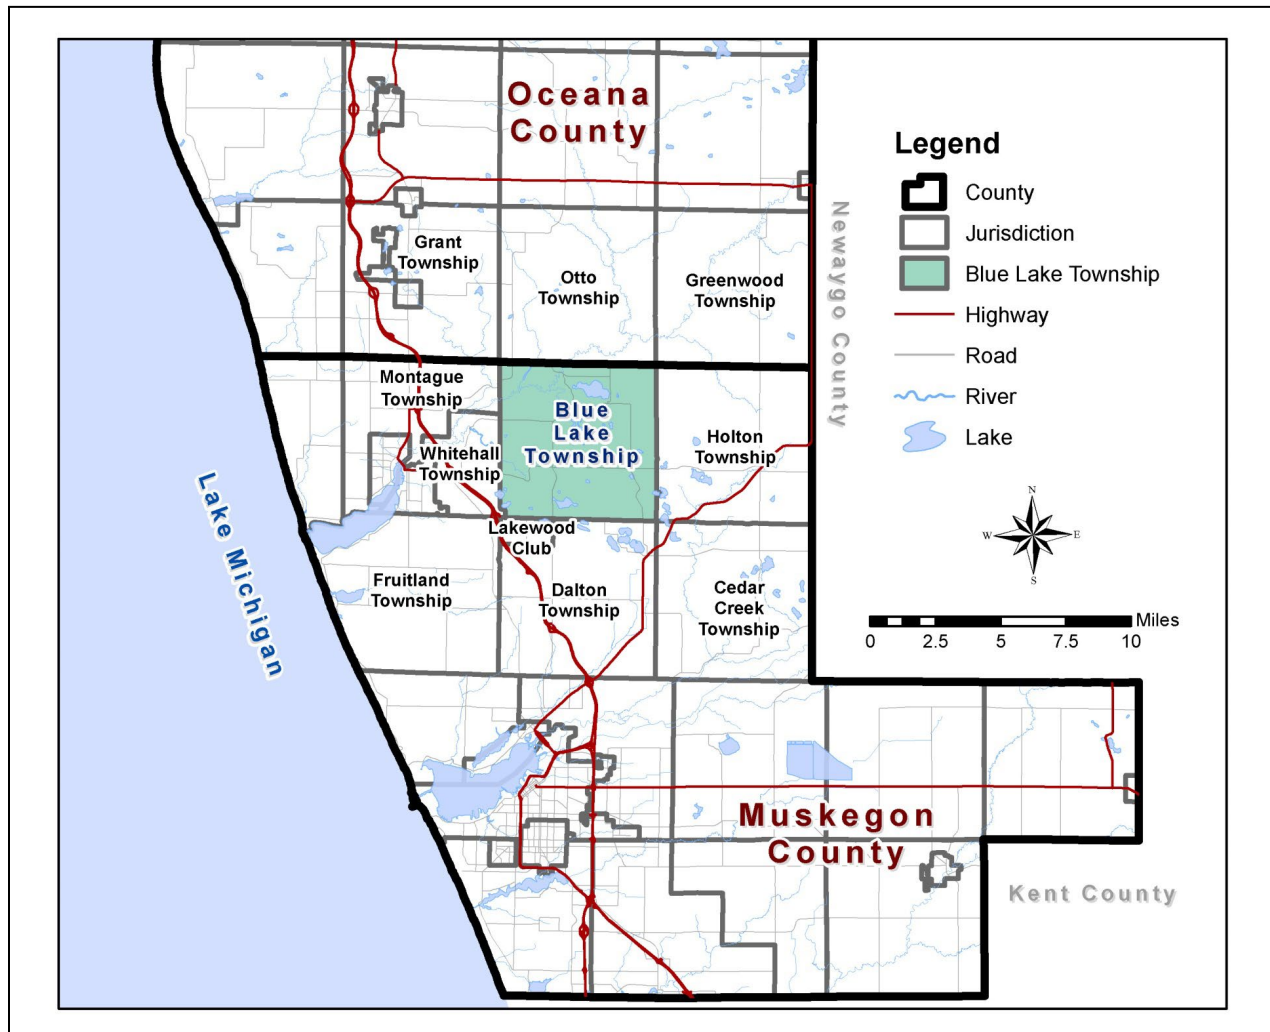 Oceana
County
Grant
Township
Otto
Township
Greenwood
Township
Newaygo County
Montague
Township
Blue
Lake
Township
Whitehall
Township
Holton
Township
Lake Michigan
Lakewood
Club
Fruitland
Township
Dalton
Township
Cedar
Creek
Township
Muskegon
County
Kent County
Legend
County
Jurisdiction
Blue Lake Township
Highway
Road
River
Lake
N
W E
S
Miles
0 2.5 5 7.5 10